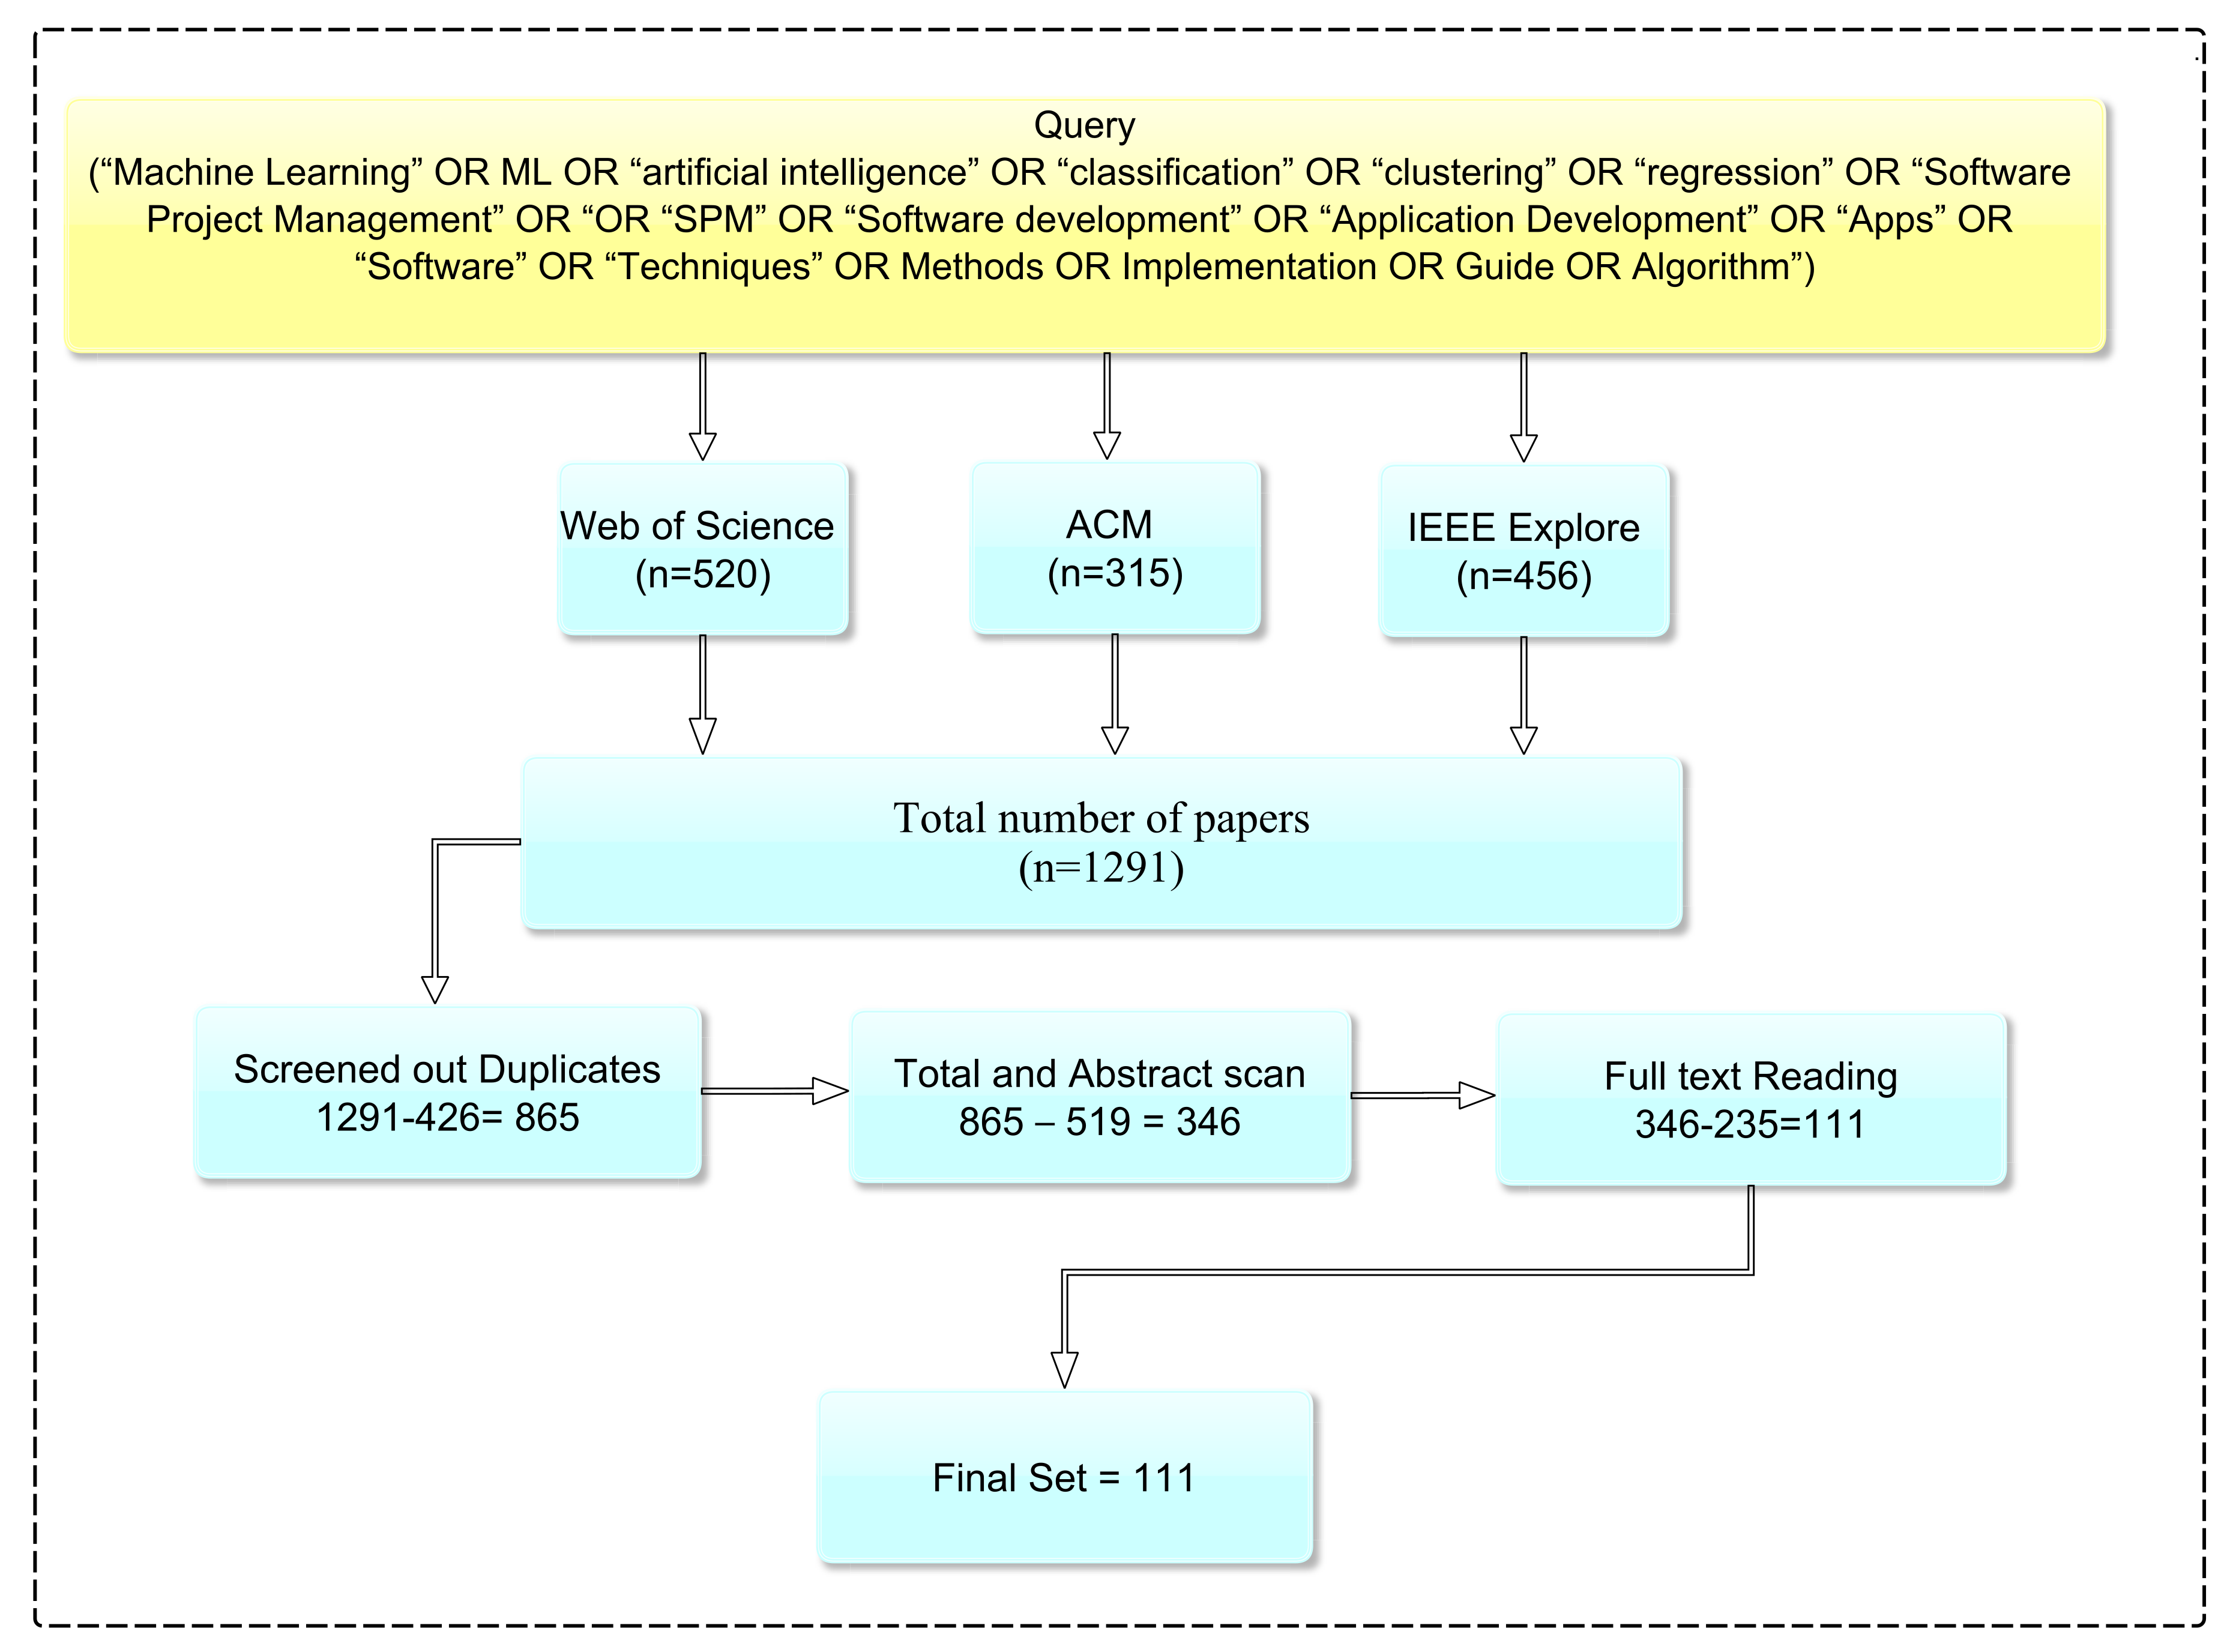 Query
(“Machine Learning” OR ML OR “artificial intelligence” OR “classification” OR “clustering” OR “regression” OR “Software
Project Management” OR “OR “SPM” OR “Software development” OR “Application Development” OR “Apps” OR
“Software” OR “Techniques” OR Methods OR Implementation OR Guide OR Algorithm”)
Web of Science
(n=520)
ACM
(n=315)
IEEE Explore
(n=456)
Total number of papers
(n=1291)
Screened out Duplicates
1291-426= 865
Total and Abstract scan
865 – 519 = 346
Full text Reading
346-235=111
Final Set = 111